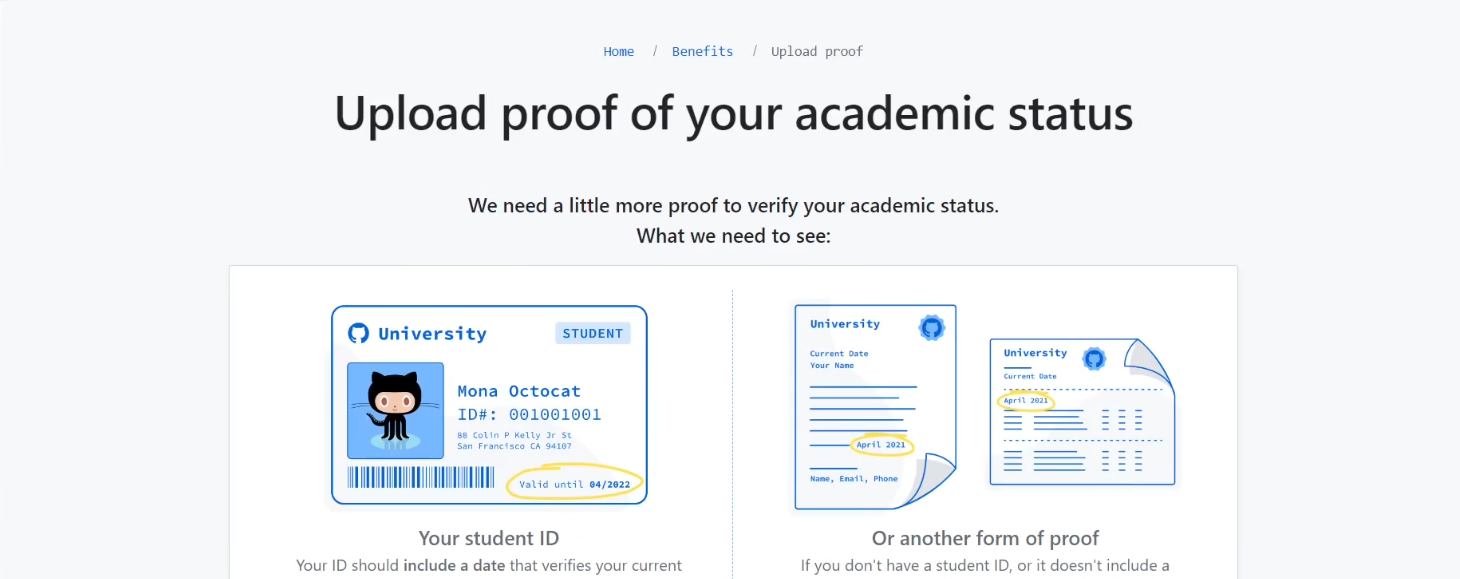 Home / Benefits / Upload proof
Upload proof of your academic status
We need a little more proof to verify your academic status.
What we need to see:
University
STUDENT
Mona Octocat
ID#: 001001001
88 Colin P Kelly Jr St
San Francisco CA 94107
Valid until 04/2022
Your student ID
Your ID should include a date that verifies your current
University
Current Date
Your Name
April 2021
Name, Email, Phone
University
Current Date
April 2021
Or another form of proof
If you don't have a student ID, or it doesn't include a